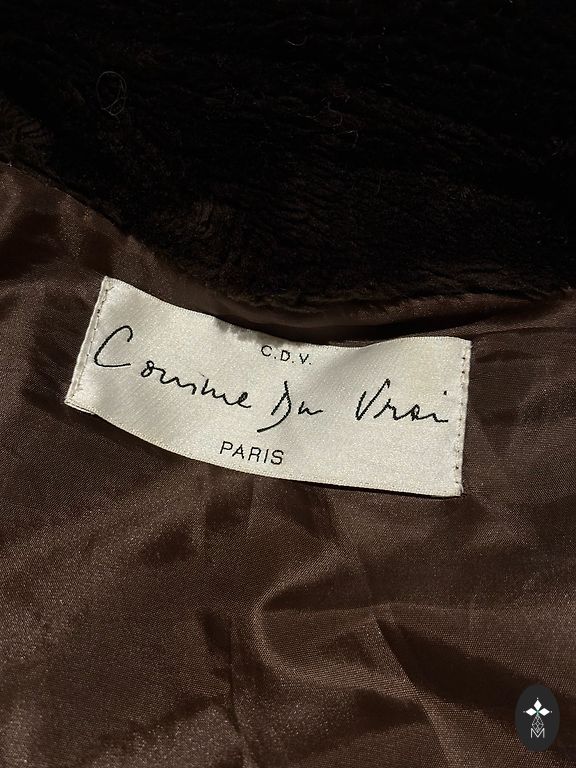 C.D.V.
Comme Du Vrai
PARIS
M